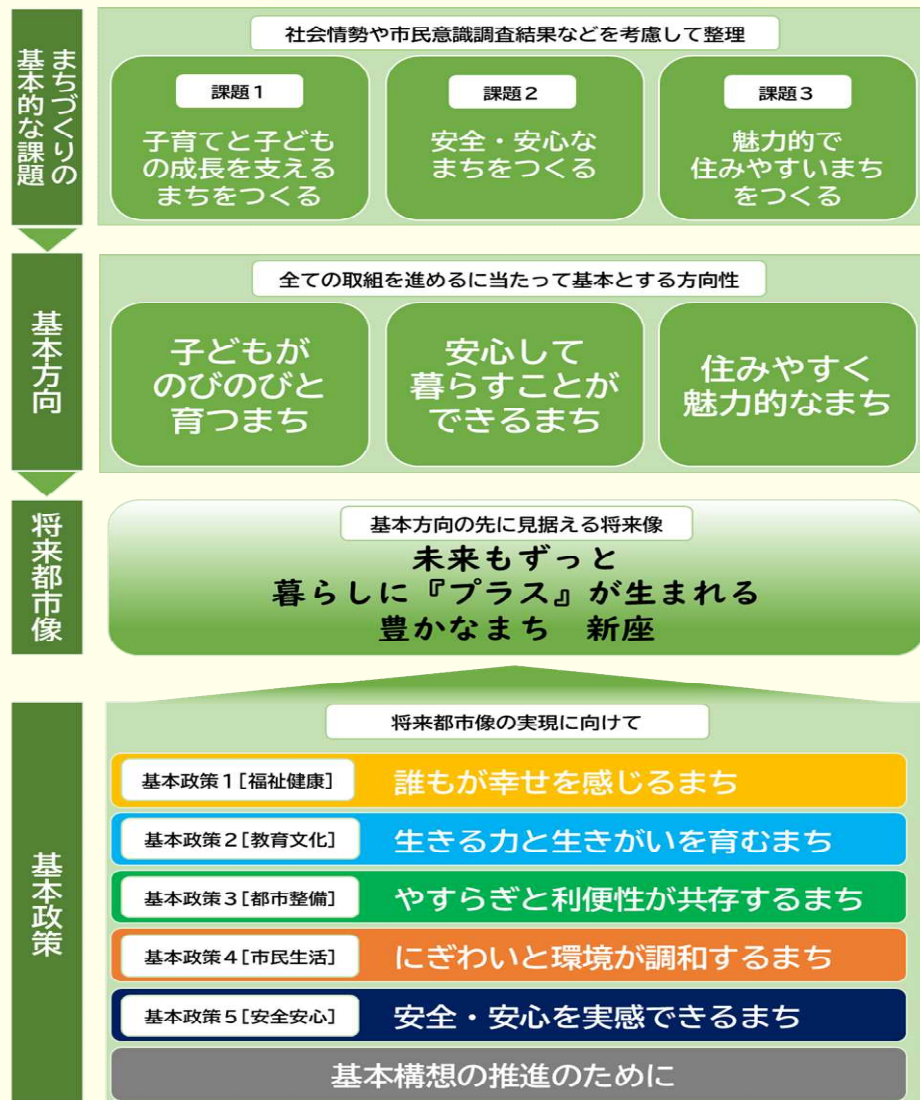 まちづくりの
基本的な課題
社会情勢や市民意識調査結果などを考慮して整理
課題1
子育てと子ども
の成長を支える
まちをつくる
課題2
安全・安心な
まちをつくる
課題3
魅力的で
住みやすいまち
をつくる
基本方向
全ての取組を進めるに当たって基本とする方向性
子どもが
のびのびと
育つまち
安心して
暮らすことが
できるまち
住みやすく
魅力的なまち
将来都市像
基本方向の先に見据える将来像
未来もずっと
暮らしに『プラス』が生まれる
豊かなまち 新座
基本政策
将来都市像の実現に向けて
基本政策1[福祉健康] 誰もが幸せを感じるまち
基本政策2[教育文化] 生きる力と生きがいを育むまち
基本政策3[都市整備] やすらぎと利便性が共存するまち
基本政策4[市民生活] にぎわいと環境が調和するまち
基本政策5[安全安心] 安全・安心を実感できるまち
基本構想の推進のために